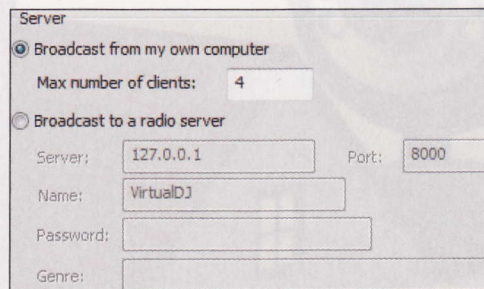 Server
Broadcast from my own computer
Max number of clients: 4
Broadcast to a radio server
Server: 127.0.0.1 Port: 8000
Name: VirtualDJ
Password:
Genre: